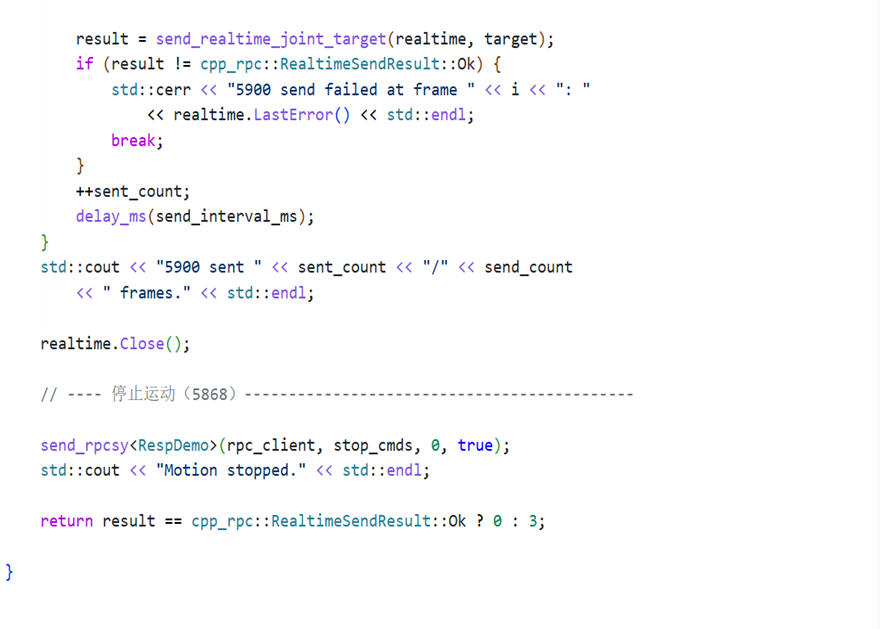 result = send_realtime_joint_target(realtime, target);
if (result != cpp_rpc::RealtimeSendResult::Ok) {
std::cerr << "5900 send failed at frame " << i << ": "
<< realtime.LastError() << std::endl;
break;
}
++sent_count;
delay_ms(send_interval_ms);
}
std::cout << "5900 sent " << sent_count << "/" << send_count
<< " frames." << std::endl;
realtime.Close();
// ---- 停止运动（5868）--------------------------------------------
send_rpcsy<RespDemo>(rpc_client, stop_cmds, 0, true);
std::cout << "Motion stopped." << std::endl;
return result == cpp_rpc::RealtimeSendResult::Ok ? 0 : 3;
}